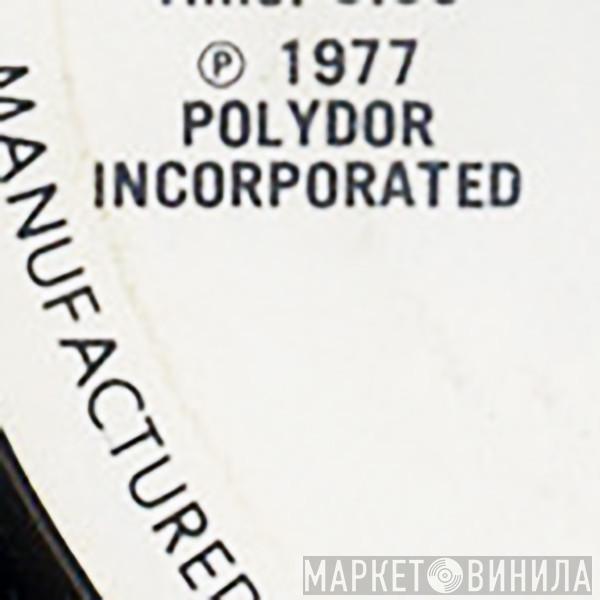 ℗ 1977
POLYDOR
INCORPORATED
MANUFACTURED
МАРКЕТ ВИНИЛА